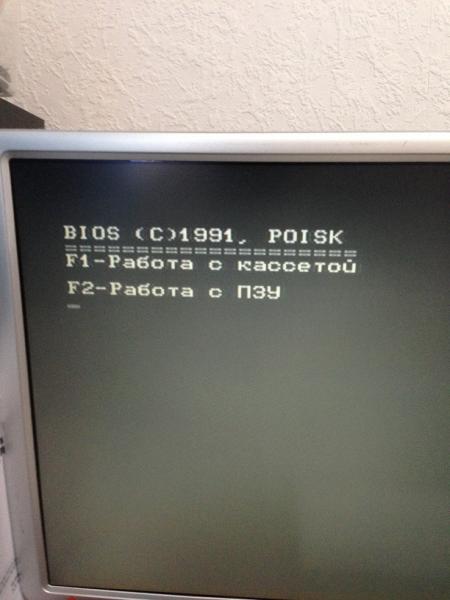 BIOS (C)1991, POISK
=============================
F1-Работа с кассетой
F2-Работа с ПЗУ
_